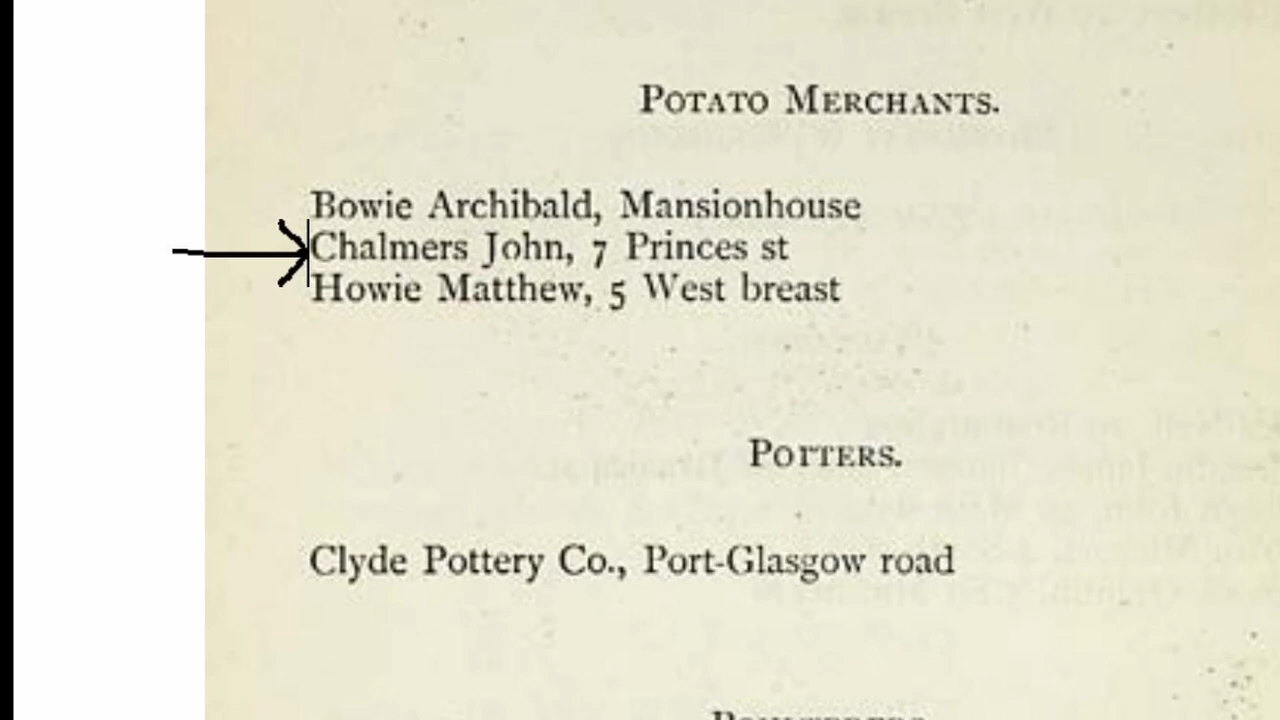 POTATO MERCHANTS.
Bowie Archibald, Mansionhouse
Chalmers John, 7 Princes st
Howie Matthew, 5 West breast
POTTERS.
Clyde Pottery Co., Port-Glasgow road